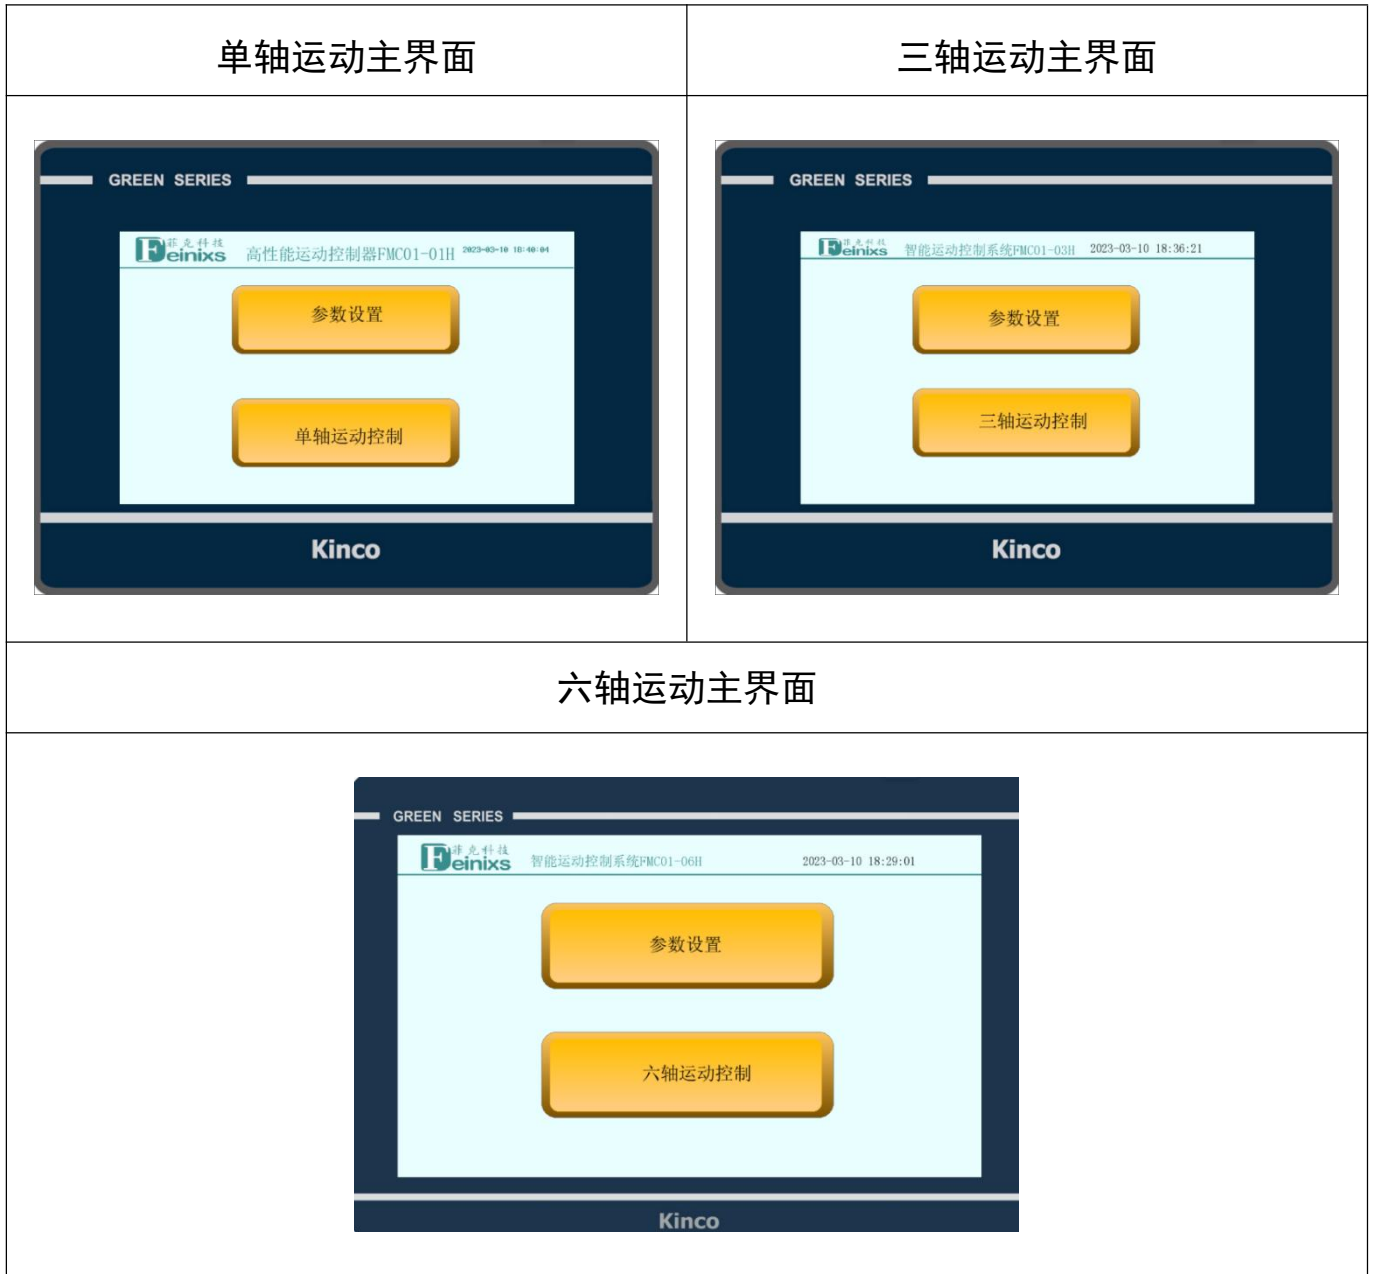 单轴运动主界面
三轴运动主界面
GREEN SERIES
菲克科技
Feinixs
高性能运动控制器FMC01-01H
2023-03-10 18:40:04
参数设置
单轴运动控制
Kinco
GREEN SERIES
菲克科技
Feinixs
智能运动控制系统FMC01-03H
2023-03-10 18:36:21
参数设置
三轴运动控制
Kinco
六轴运动主界面
GREEN SERIES
菲克科技
Feinixs
智能运动控制系统FMC01-06H
2023-03-10 18:29:01
参数设置
六轴运动控制
Kinco